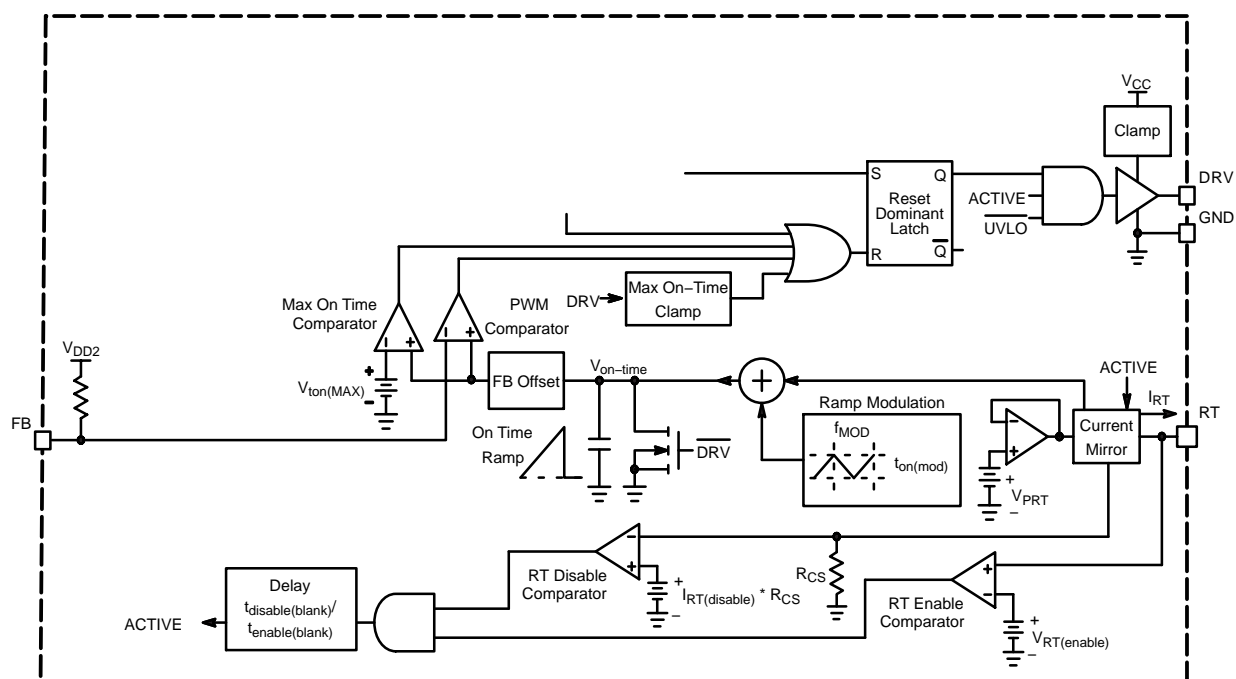 VCC
Clamp
DRV
GND
S
Q
Reset
Dominant
Latch
R
Q
ACTIVE
UVLO
Max On Time
Comparator
PWM
Comparator
DRV
Max On−Time
Clamp
VDD2
FB
Vton(MAX)
+
−
−
+
−
+
FB Offset
Von−time
On Time
Ramp
DRV
+
Ramp Modulation
fMOD
ton(mod)
ACTIVE
IRT
RT
Current
Mirror
−
+
+
VPRT
−
−
+
RT Disable
Comparator
+
IRT(disable) * RCS
−
RCS
+
−
RT Enable
Comparator
+
VRT(enable)
−
Delay
tdisable(blank)/
tenable(blank)
ACTIVE